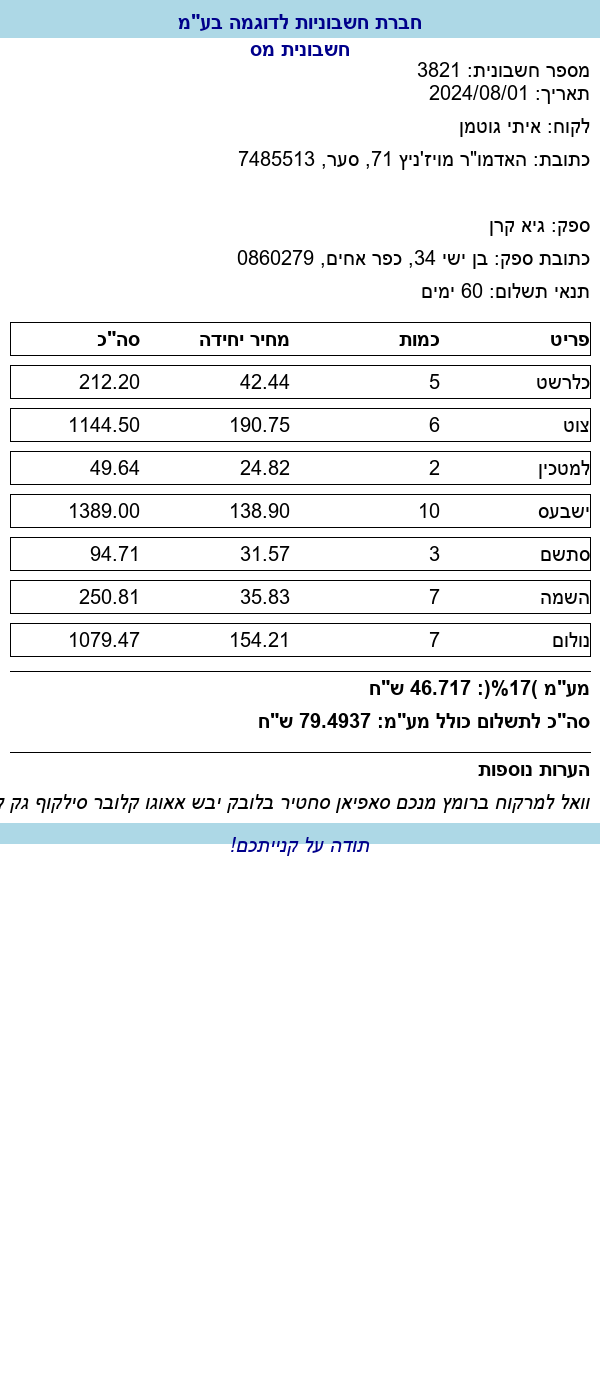 חברת חשבוניות לדוגמה בע"מ
חשבונית מס
מספר חשבונית: 3821
תאריך: 2024/08/01
לקוח: איתי גוטמן
כתובת: האדמו"ר מויז'ניץ 71, סער, 7485513
ספק: גיא קרן
כתובת ספק: בן ישי 34, כפר אחים, 0860279
תנאי תשלום: 60 ימים
פריט כמות מחיר יחידה סה"כ
כלרשט 5 42.44 212.20
צוט 6 190.75 1144.50
למטכין 2 24.82 49.64
ישבעס 10 138.90 1389.00
סתשם 3 31.57 94.71
השמה 7 35.83 250.81
נולום 7 154.21 1079.47
מע"מ )17%(: 46.717 ש"ח
סה"כ לתשלום כולל מע"מ: 79.4937 ש"ח
הערות נוספות
וואל למרקוח ברומץ מנכם סאפיאן סחטיר בלובק יבש אאוגו קלובר סילקוף גק
תודה על קנייתכם!